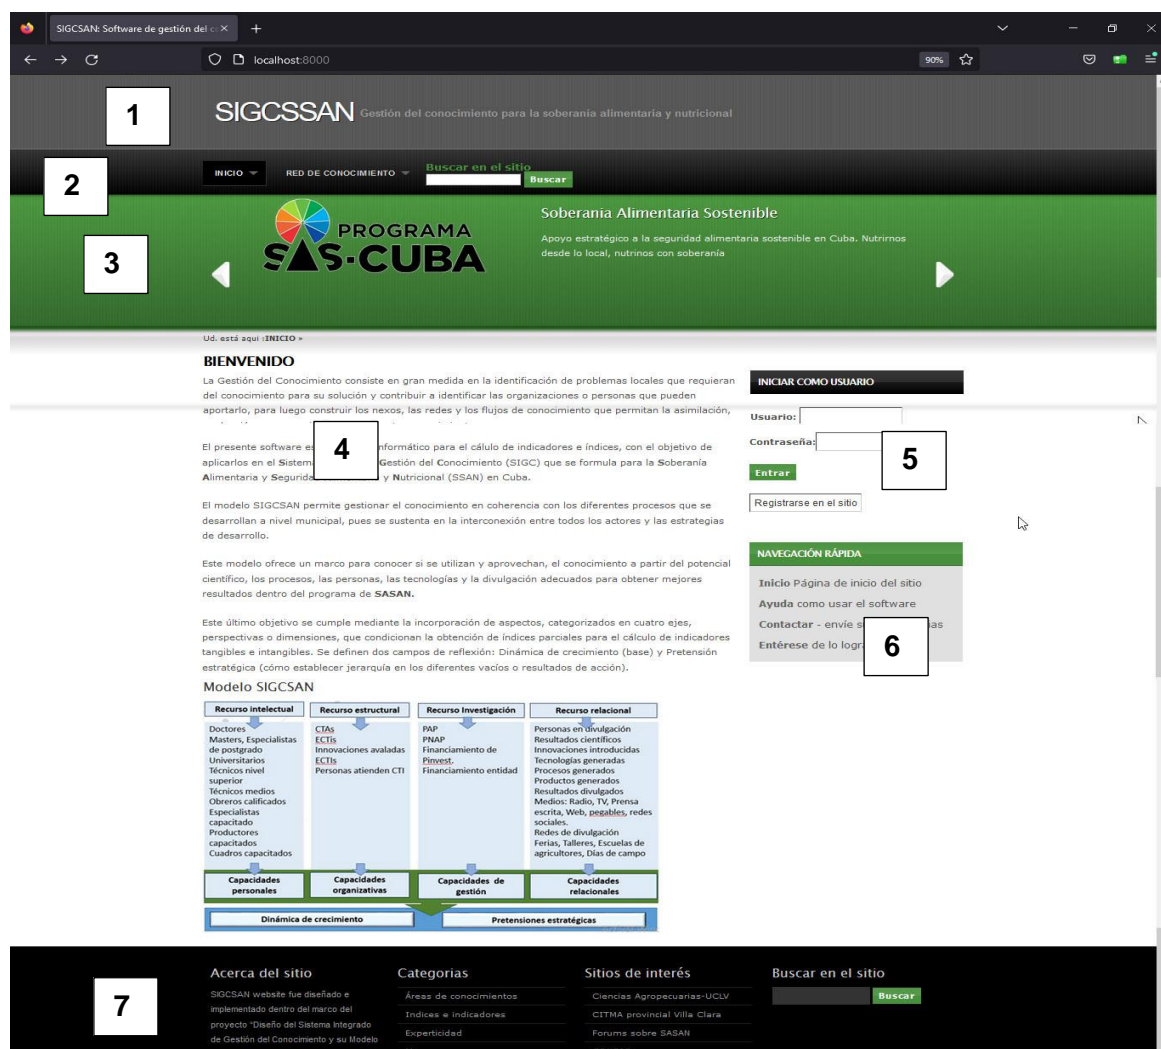 SIGCSAN: Software de gestión del c
localhost:8000
90%
1
SIGCSSAN Gestión del conocimiento para la soberanía alimentaria y nutricional
2
INICIO
RED DE CONOCIMIENTO
Buscar en el sitio
Buscar
3
PROGRAMA
SAS-CUBA
Soberania Alimentaria Sostenible
Apoyo estratégico a la seguridad alimentaria sostenible en Cuba. Nutrimos
desde lo local, nutrinos con soberanía
Ud. está aqui :INICIO »
BIENVENIDO
La Gestión del Conocimiento consiste en gran medida en la identificación de problemas locales que requieran
del conocimiento para su solución y contribuir a identificar las organizaciones o personas que pueden
aportarlo, para luego construir los nexos, las redes y los flujos de conocimiento que permitan la asimilación,
4
El presente software es nformático para el cálulo de indicadores e índices, con el objetivo de
aplicarlos en el Sistem Gestión del Conocimiento (SIGC) que se formula para la Soberanía
Alimentaria y Segurida y Nutricional (SSAN) en Cuba.
El modelo SIGCSAN permite gestionar el conocimiento en coherencia con los diferentes procesos que se
desarrollan a nivel municipal, pues se sustenta en la interconexión entre todos los actores y las estrategias
de desarrollo.
Este modelo ofrece un marco para conocer si se utilizan y aprovechan, el conocimiento a partir del potencial
científico, los procesos, las personas, las tecnologías y la divulgación adecuados para obtener mejores
resultados dentro del programa de SASAN.
Este último objetivo se cumple mediante la incorporación de aspectos, categorizados en cuatro ejes,
perspectivas o dimensiones, que condicionan la obtención de índices parciales para el cálculo de indicadores
tangibles e intangibles. Se definen dos campos de reflexión: Dinámica de crecimiento (base) y Pretensión
estratégica (cómo establecer jerarquía en los diferentes vacíos o resultados de acción).
INICIAR COMO USUARIO
Usuario:
Contraseña:
5
Entrar
Registrarse en el sitio
NAVEGACIÓN RÁPIDA
Inicio Página de inicio del sitio
Ayuda como usar el software
Contactar - envíe s as
Entérese de lo logr
6
Modelo SIGCSAN
Recurso intelectual
Doctores
Masters, Especialistas
de postgrado
Universitarios
Técnicos nivel
superior
Técnicos medios
Obreros calificados
Especialistas
capacitado
Productores
capacitados
Cuadros capacitados
Capacidades
personales
Recurso estructural
CTAs
ECTis
Innovaciones avaladas
ECTIs
Personas atienden CTI
Capacidades
organizativas
Recurso Investigación
PAP
PNAP
Financiamiento de
Pinvest.
Financiamiento entidad
Capacidades de
gestión
Recurso relacional
Personas en divulgación
Resultados científicos
Innovaciones introducidas
Tecnologías generadas
Procesos generados
Productos generados
Resultados divulgados
Medios: Radio, TV, Prensa
escrita, Web, pegables, redes
sociales.
Redes de divulgación
Ferias, Talleres, Escuelas de
agricultores, Días de campo
Capacidades
relacionales
Dinámica de crecimiento
Pretensiones estratégicas
7
Acerca del sitio
SIGCSAN website fue diseñado e
implementado dentro del marco del
proyecto "Diseño del Sistema Integrado
de Gestión del Conocimiento y su Modelo
Categorias
Áreas de conocimientos
Indices e indicadores
Experticidad
Sitios de interés
Ciencias Agropecuarias-UCLV
CITMA provincial Villa Clara
Forums sobre SASAN
Buscar en el sitio
Buscar